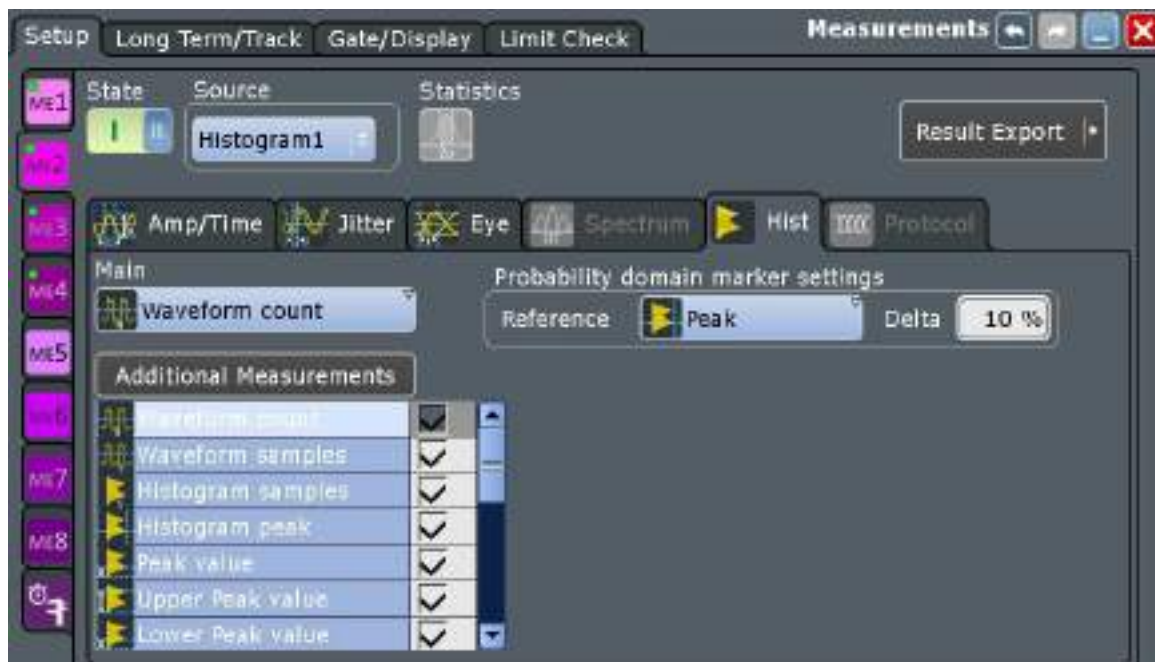 Setup Long Term/Track Gate/Display Limit Check Measurements
ME1 State Source Statistics
Histogram1 Result Export
ME2
ME3 Amp/Time Jitter Eye Spectrum Hist Protocol
Main Probability domain marker settings
ME4 Waveform count Reference Peak Delta 10 %
ME5
Additional Measurements
ME6 Waveform count
Waveform samples
ME7 Histogram samples
Histogram peak
ME8 Peak value
Upper Peak value
Lower Peak value